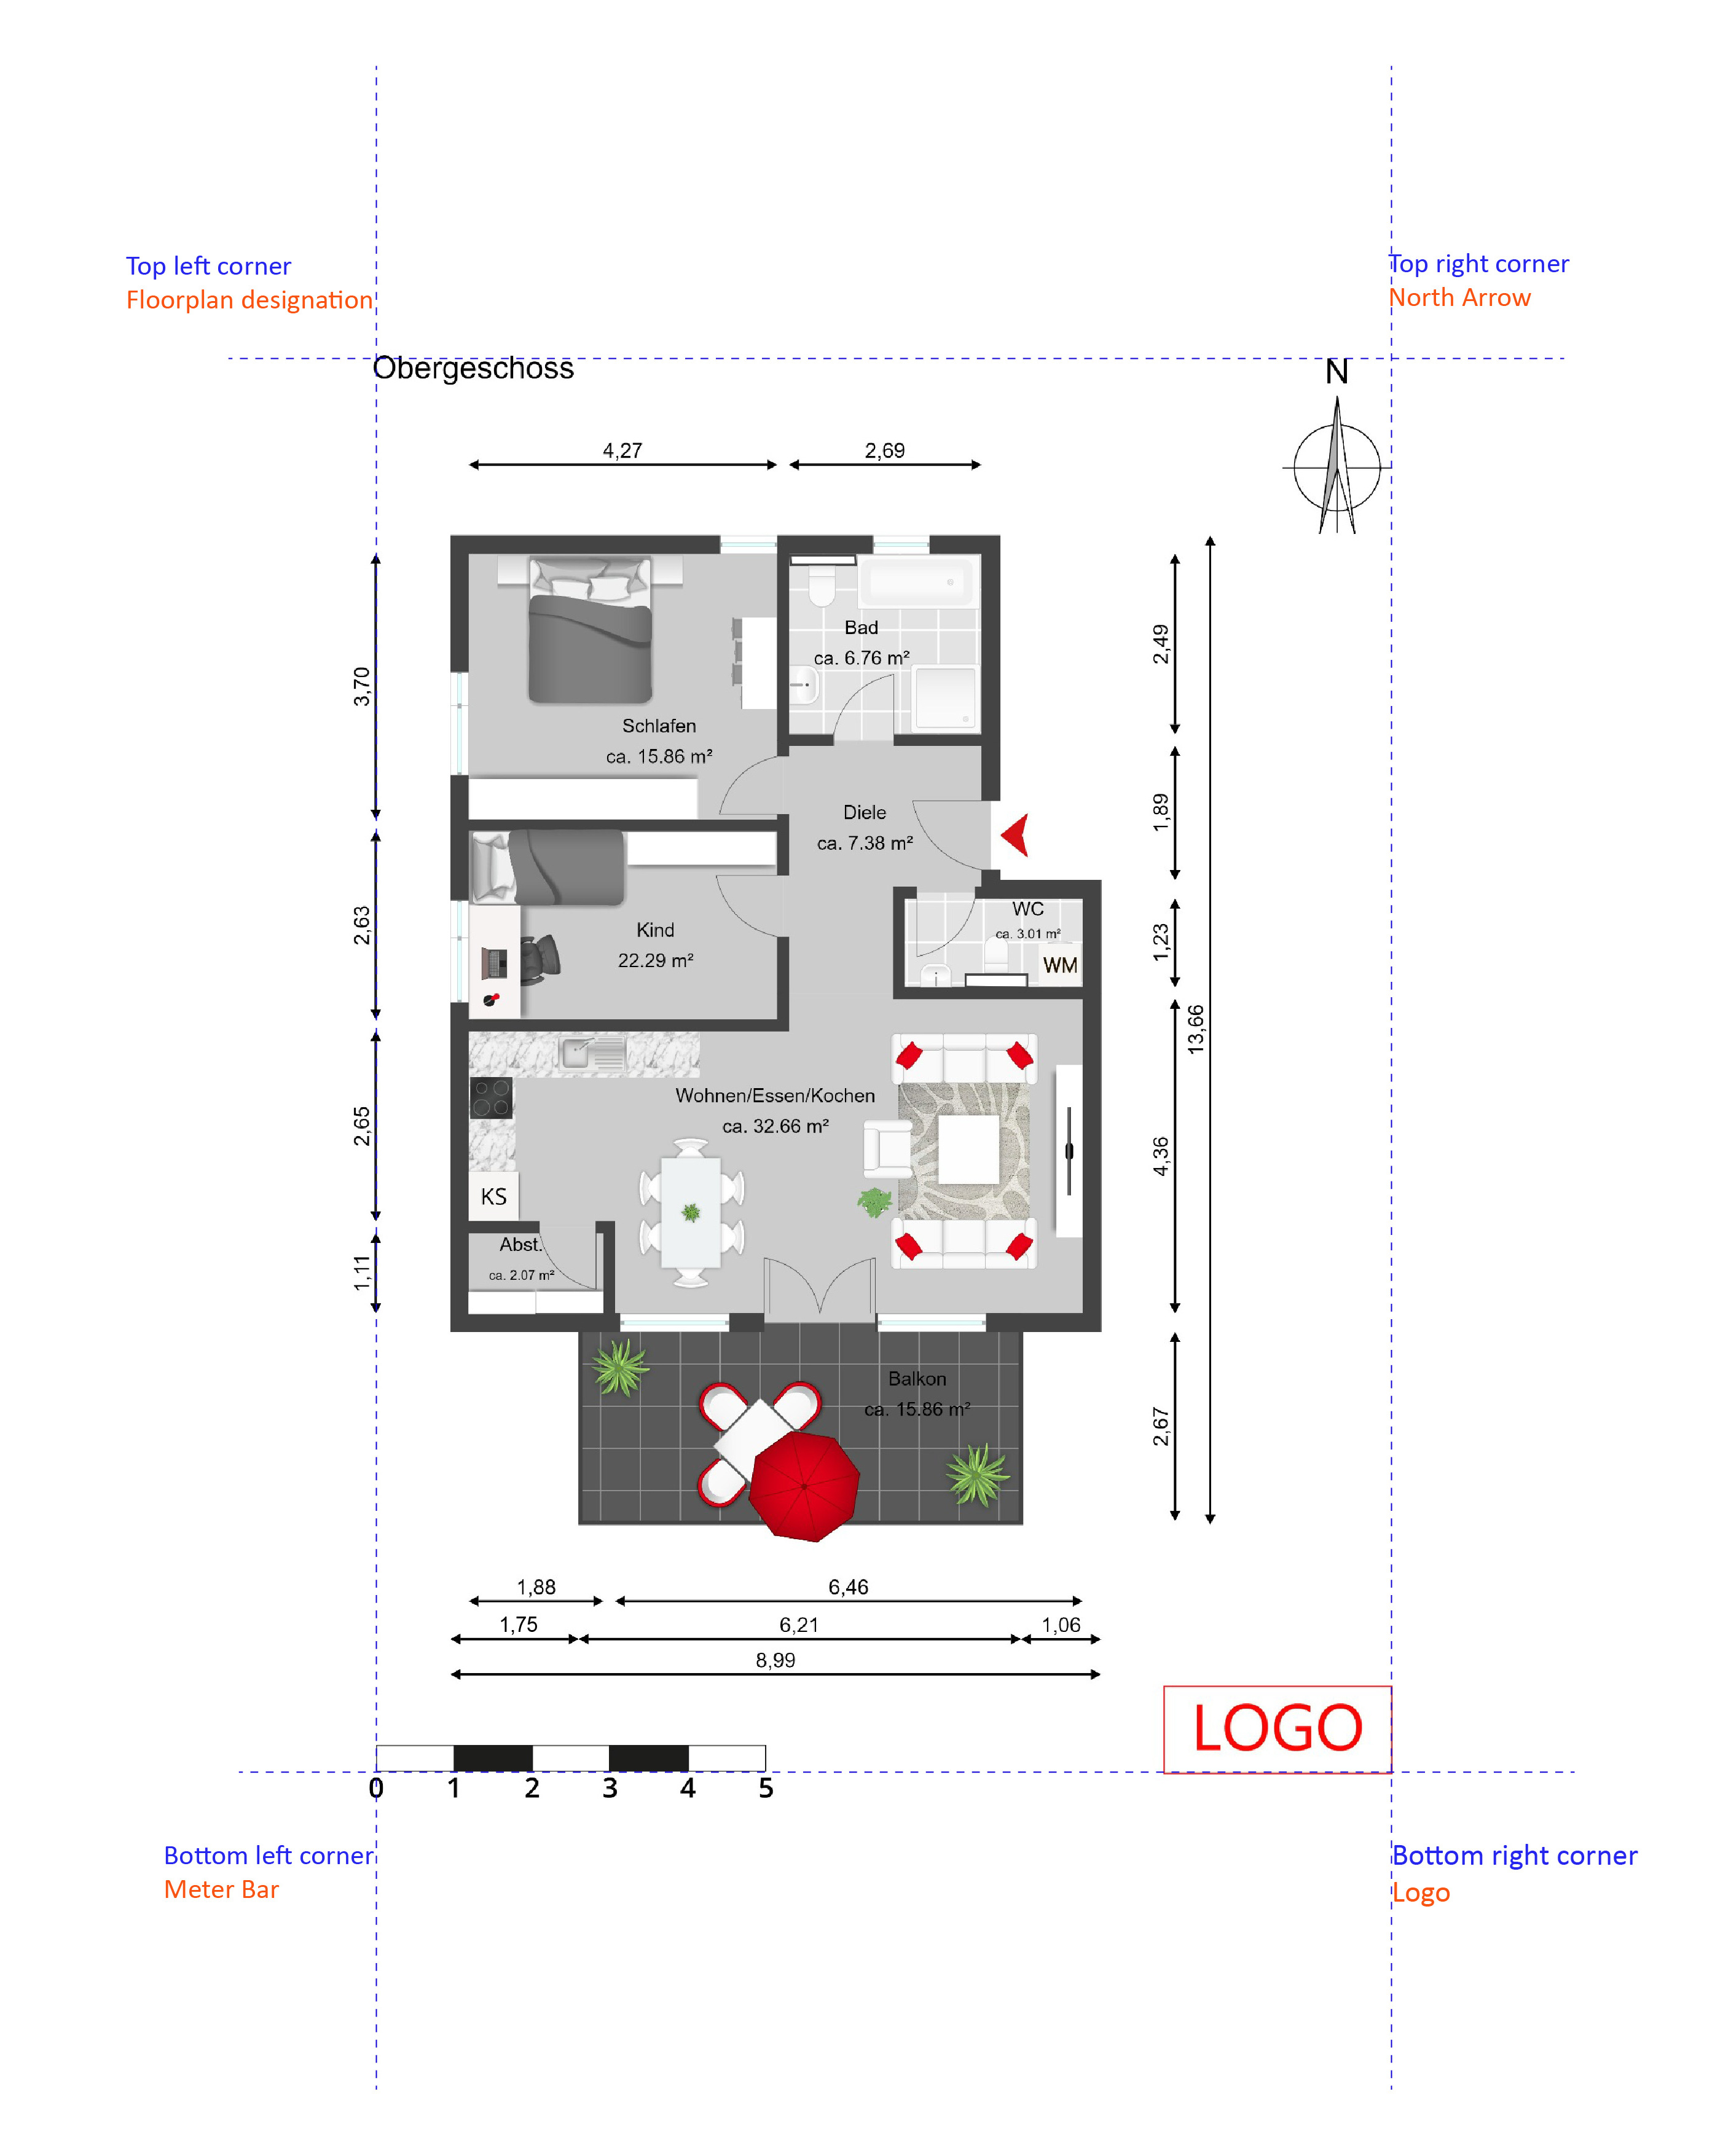 Top left corner
Floorplan designation
Top right corner
North Arrow
Obergeschoss
N
4,27
2,69
3,70
2,63
2,65
1,11
Bad
ca. 6.76 m²
Schlafen
ca. 15.86 m²
Diele
ca. 7.38 m²
WC
ca. 3.01 m²
WM
Kind
22.29 m²
Wohnen/Essen/Kochen
ca. 32.66 m²
KS
Abst.
ca. 2.07 m²
Balkon
ca. 15.86 m²
2,49
1,89
1,23
4,36
2,67
13,66
1,88
6,46
1,75
6,21
1,06
8,99
LOGO
0 1 2 3 4 5
Bottom left corner
Meter Bar
Bottom right corner
Logo